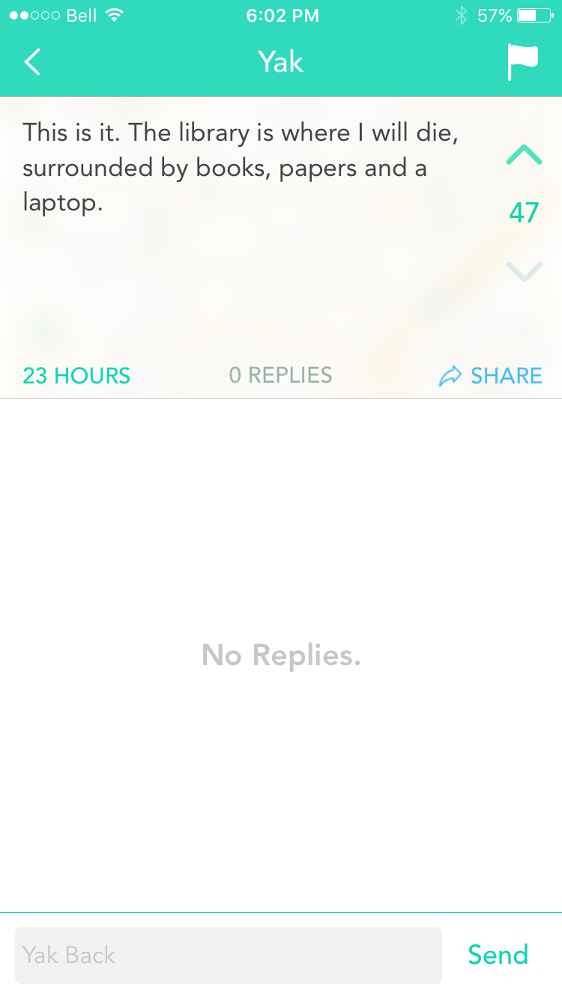 Bell 6:02 PM 57%
Yak
This is it. The library is where I will die,
surrounded by books, papers and a
laptop.
47
23 HOURS 0 REPLIES SHARE
No Replies.
Yak Back Send